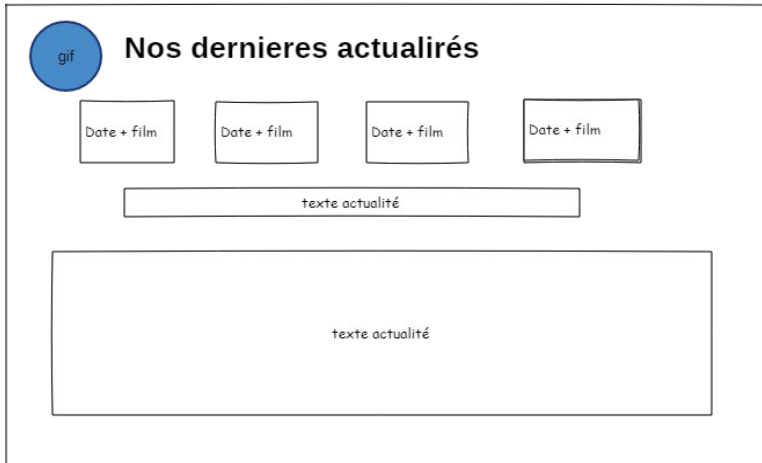 gif
Nos dernieres actualirés
Date + film
Date + film
Date + film
Date + film
texte actualité
texte actualité